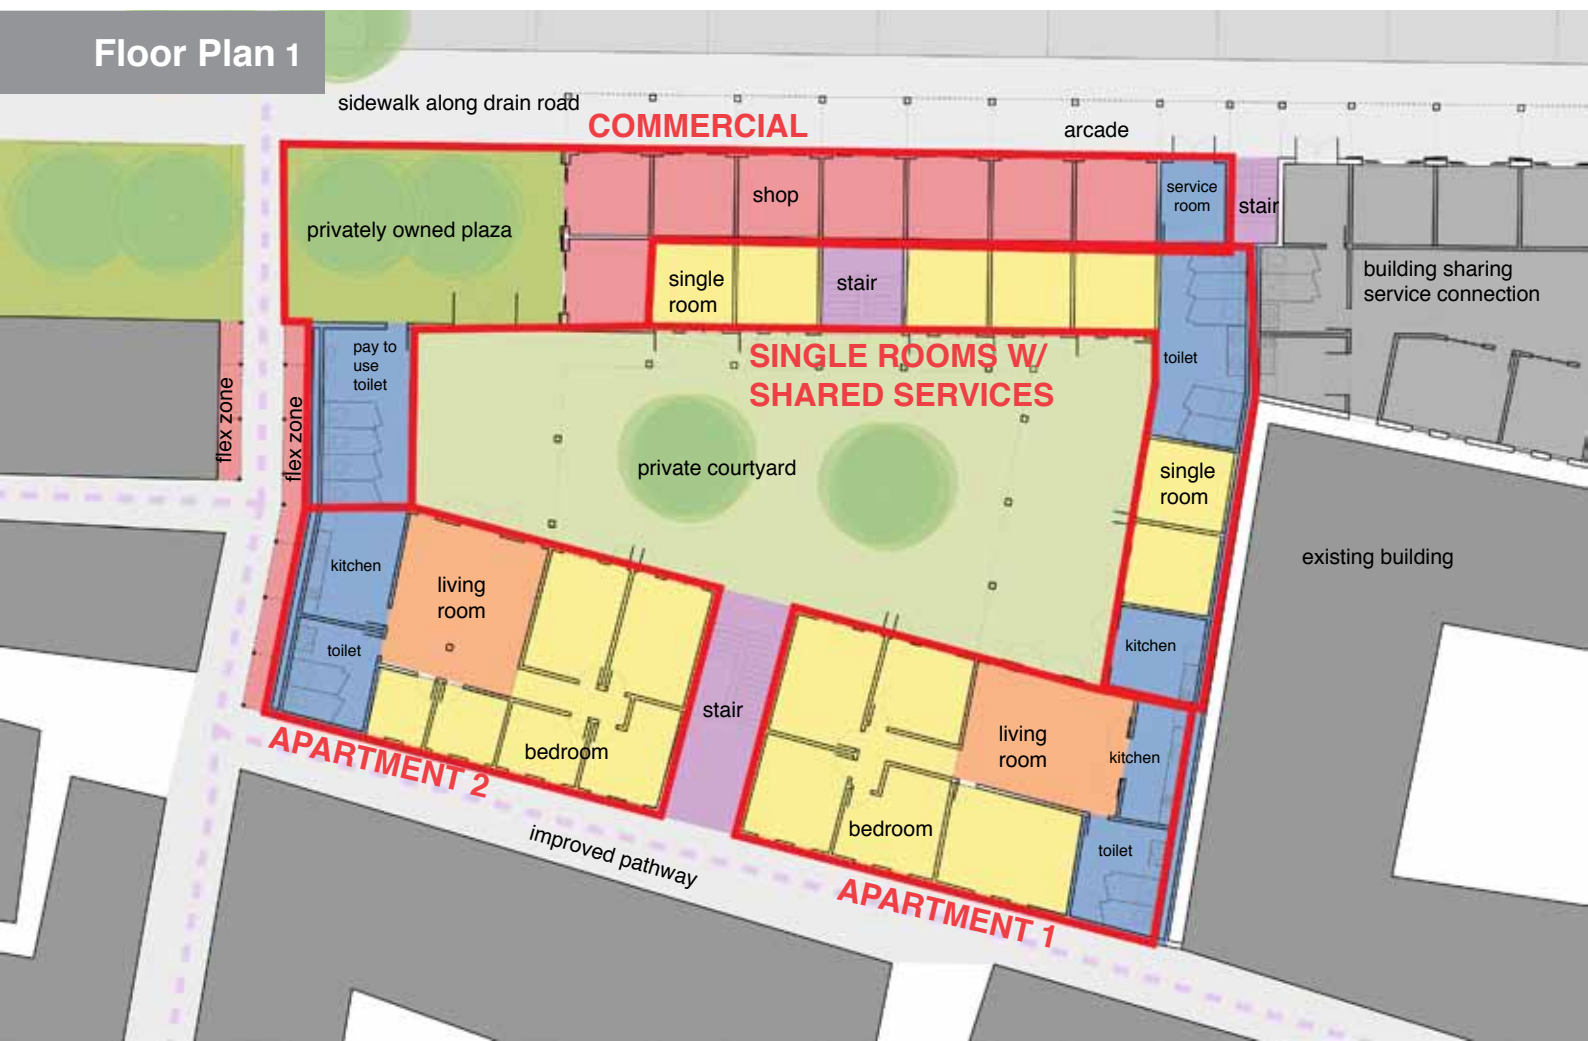 Floor Plan 1
sidewalk along drain road
COMMERCIAL
arcade
shop
service
room
stair
privately owned plaza
single
room
stair
building sharing
service connection
pay to
use
toilet
SINGLE ROOMS W/
SHARED SERVICES
toilet
flex zone
flex zone
private courtyard
single
room
existing building
kitchen
living
room
toilet
kitchen
stair
bedroom
living
room
kitchen
APARTMENT 2
bedroom
toilet
improved pathway
APARTMENT 1